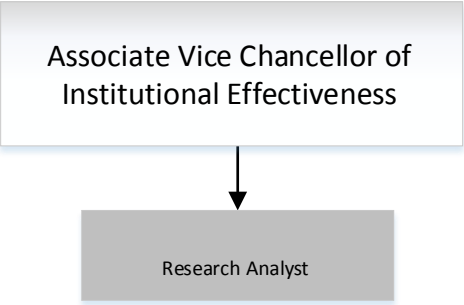 Associate Vice Chancellor of
Institutional Effectiveness
Research Analyst